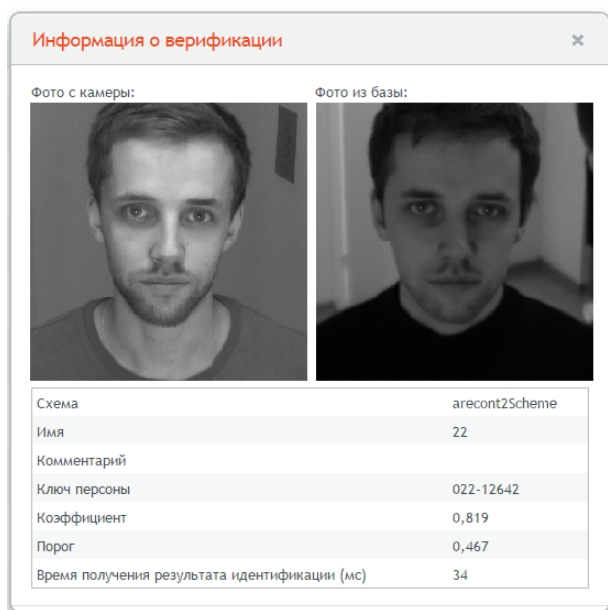 Информация о верификации
Фото с камеры: Фото из базы:
Схема arecont2Scheme
Имя 22
Комментарий
Ключ персоны 022-12642
Коэффициент 0,819
Порог 0,467
Время получения результата идентификации (мс) 34